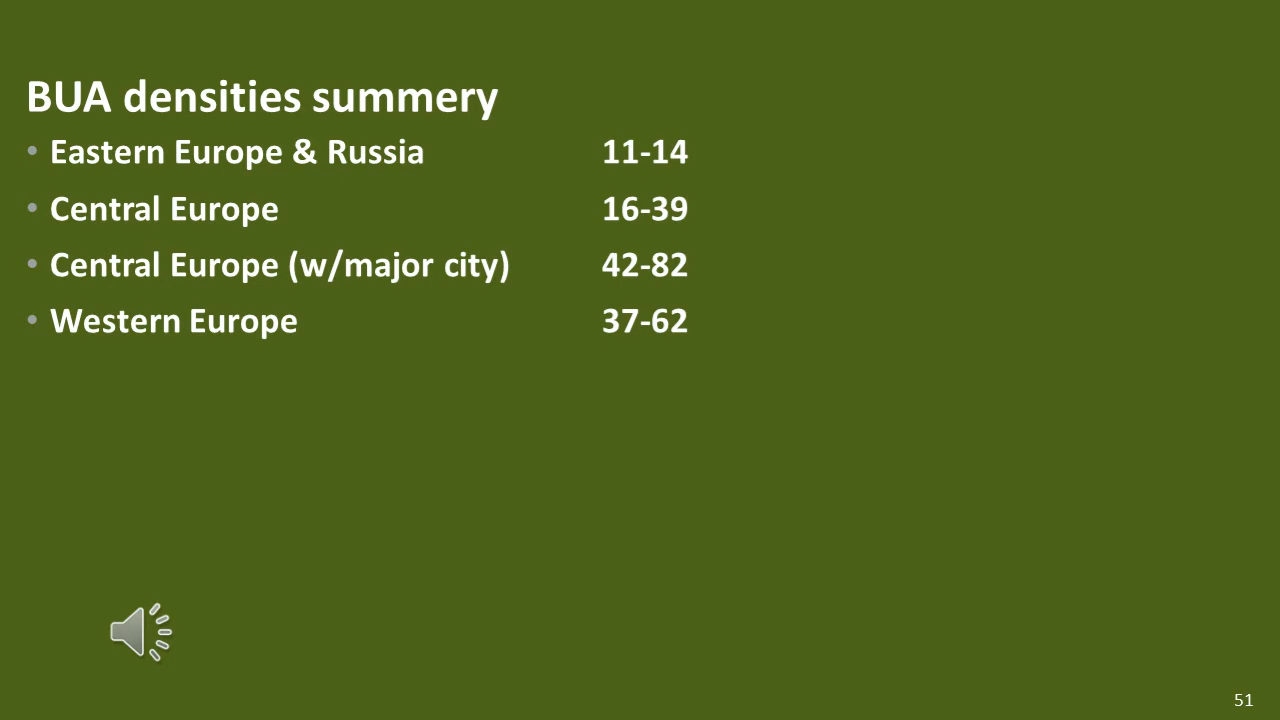 BUA densities summery
• Eastern Europe & Russia 11-14
• Central Europe 16-39
• Central Europe (w/major city) 42-82
• Western Europe 37-62
51